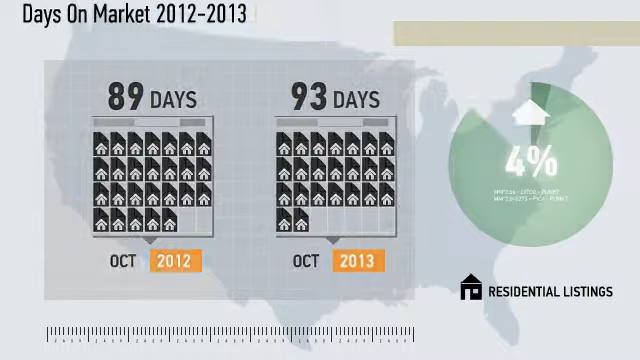 Days On Market 2012-2013
89 DAYS
93 DAYS
4%
OCT 2012
OCT 2013
RESIDENTIAL LISTINGS